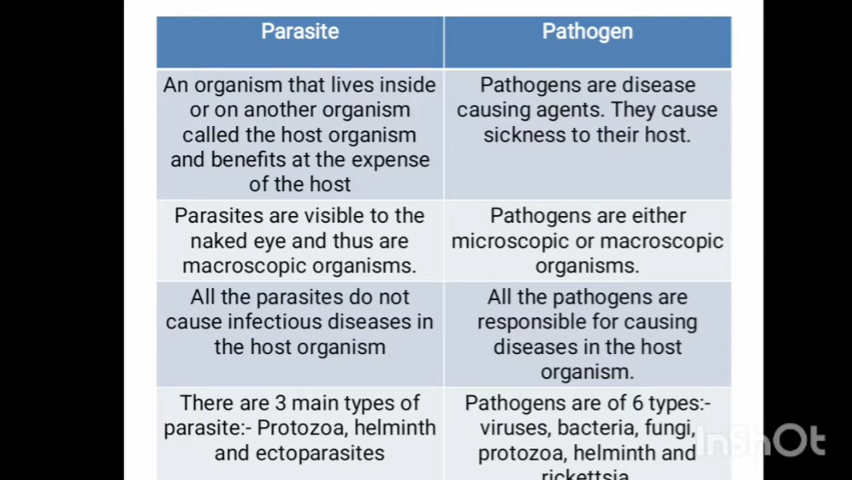 Parasite
Pathogen
An organism that lives inside
or on another organism
called the host organism
and benefits at the expense
of the host
Pathogens are disease
causing agents. They cause
sickness to their host.
Parasites are visible to the
naked eye and thus are
macroscopic organisms.
Pathogens are either
microscopic or macroscopic
organisms.
All the parasites do not
cause infectious diseases in
the host organism
All the pathogens are
responsible for causing
diseases in the host
organism.
There are 3 main types of
parasite:- Protozoa, helminth
and ectoparasites
Pathogens are of 6 types:-
viruses, bacteria, fungi,
protozoa, helminth and
rickettsia
InShOt